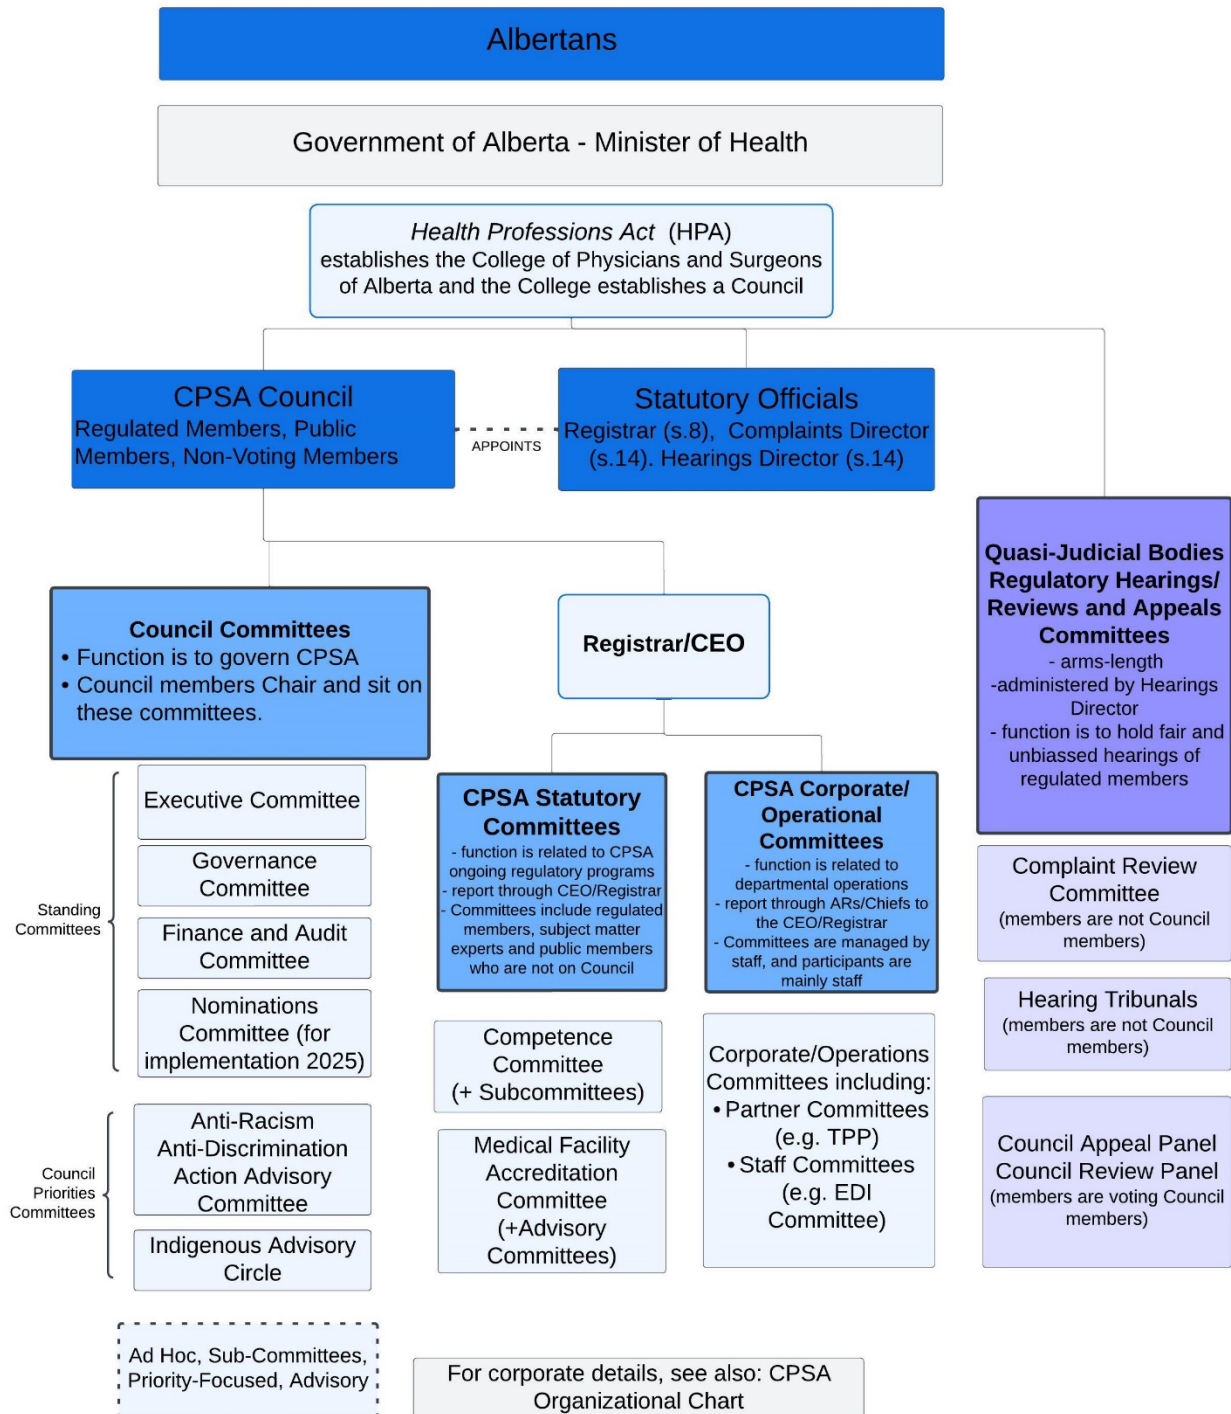 Albertans
Government of Alberta - Minister of Health
Health Professions Act (HPA)
establishes the College of Physicians and Surgeons
of Alberta and the College establishes a Council
CPSA Council
Regulated Members, Public
Members, Non-Voting Members
APPOINTS
Statutory Officials
Registrar (s.8), Complaints Director
(s.14). Hearings Director (s.14)
Quasi-Judicial Bodies
Regulatory Hearings/
Reviews and Appeals
Committees
- arms-length
-administered by Hearings
Director
- function is to hold fair and
unbiassed hearings of
regulated members
Council Committees
• Function is to govern CPSA
• Council members Chair and sit on
these committees.
Registrar/CEO
Standing
Committees
Executive Committee
Governance
Committee
Finance and Audit
Committee
Nominations
Committee (for
implementation 2025)
Council
Priorities
Committees
Anti-Racism
Anti-Discrimination
Action Advisory
Committee
Indigenous Advisory
Circle
Ad Hoc, Sub-Committees,
Priority-Focused, Advisory
CPSA Statutory
Committees
- function is related to CPSA
ongoing regulatory programs
- report through CEO/Registrar
- Committees include regulated
members, subject matter
experts and public members
who are not on Council
Competence
Committee
(+ Subcommittees)
Medical Facility
Accreditation
Committee
(+Advisory
Committees)
CPSA Corporate/
Operational
Committees
- function is related to
departmental operations
- report through ARs/Chiefs to
the CEO/Registrar
- Committees are managed by
staff, and participants are
mainly staff
Corporate/Operations
Committees including:
• Partner Committees
(e.g. TPP)
• Staff Committees
(e.g. EDI
Committee)
Complaint Review
Committee
(members are not Council
members)
Hearing Tribunals
(members are not Council
members)
Council Appeal Panel
Council Review Panel
(members are voting Council
members)
For corporate details, see also: CPSA
Organizational Chart